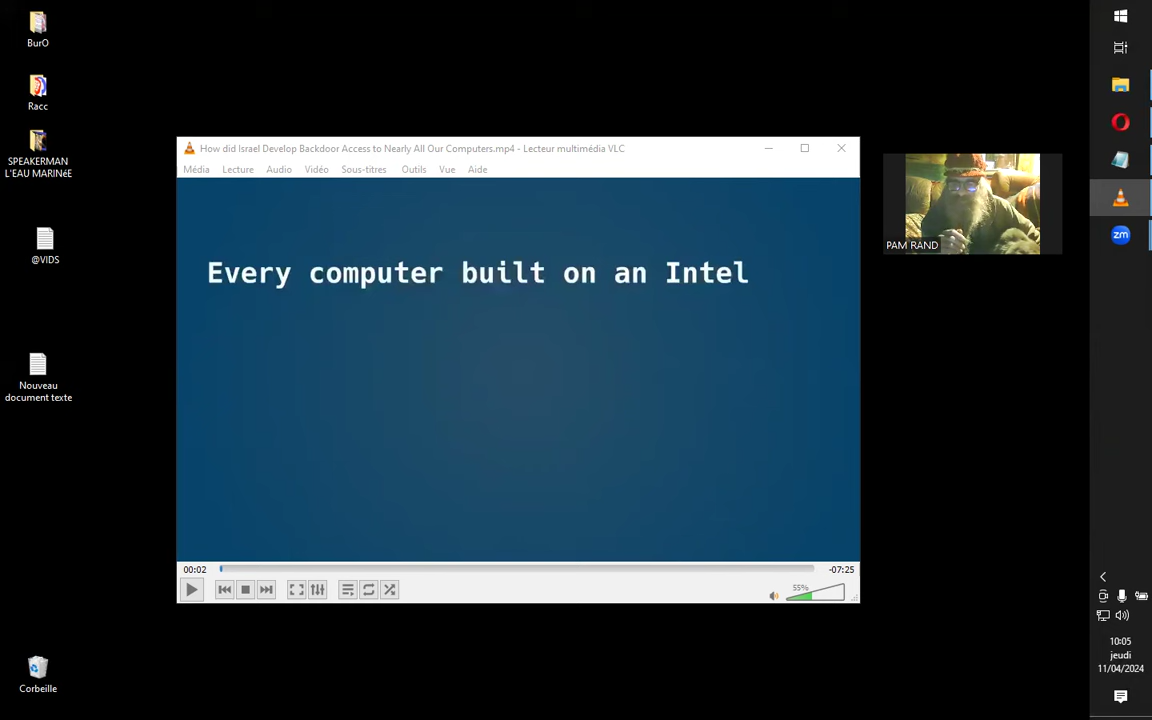 BurO
Racc
SPEAKERMAN
L'EAU MARINéE
@VIDS
Nouveau
document texte
Corbeille
How did Israel Develop Backdoor Access to Nearly All Our Computers.mp4 - Lecteur multimédia VLC
Média Lecture Audio Vidéo Sous-titres Outils Vue Aide
Every computer built on an Intel
00:02
-07:25
55%
PAM RAND
zm
10:05
jeudi
11/04/2024